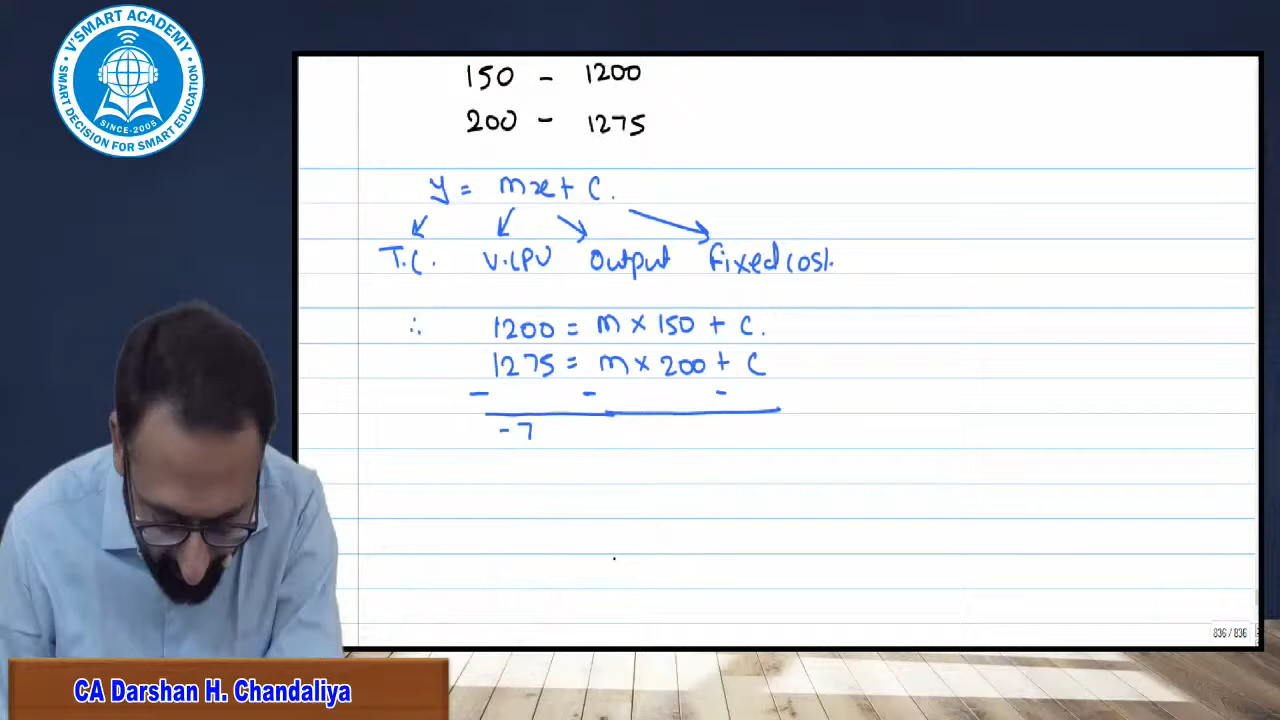 V'SMART ACADEMY
SMART DECISION FOR SMART EDUCATION
SINCE-2005
150 - 1200
200 - 1275
y = mx + C.
T.C. V.CPU Output Fixed Cost.
∴ 1200 = m × 150 + C.
1275 = m × 200 + C
- - -
-7
836 / 836
CA Darshan H. Chandaliya